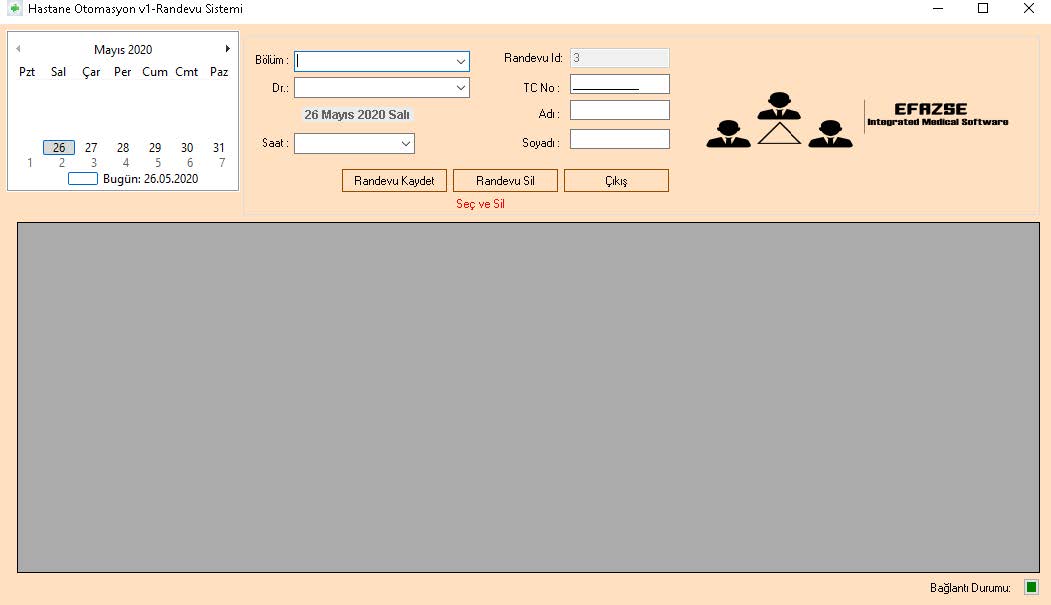 Hastane Otomasyon v1-Randevu Sistemi
Mayıs 2020
Pzt Sal Çar Per Cum Cmt Paz
26 27 28 29 30 31
1 2 3 4 5 6 7
Bugün: 26.05.2020
Bölüm :
Dr.:
26 Mayıs 2020 Salı
Saat :
Randevu Id: 3
TC No :
Adı :
Soyadı :
Randevu Kaydet Randevu Sil Çıkış
Seç ve Sil
EFAZSE
Integrated Medical Software
Bağlantı Durumu: